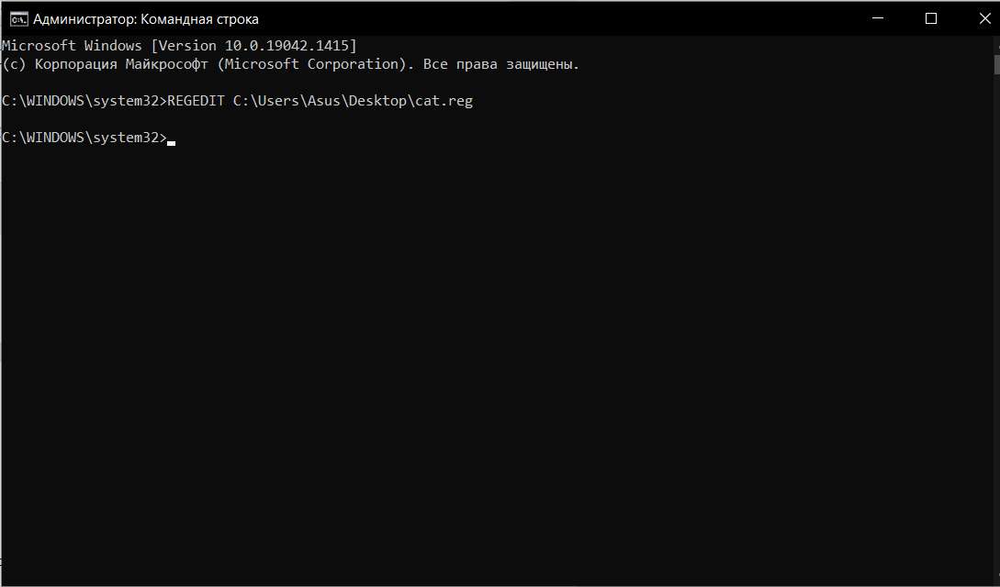 Администратор: Командная строка
Microsoft Windows [Version 10.0.19042.1415]
(c) Корпорация Майкрософт (Microsoft Corporation). Все права защищены.
C:\WINDOWS\system32>REGEDIT C:\Users\Asus\Desktop\cat.reg
C:\WINDOWS\system32>